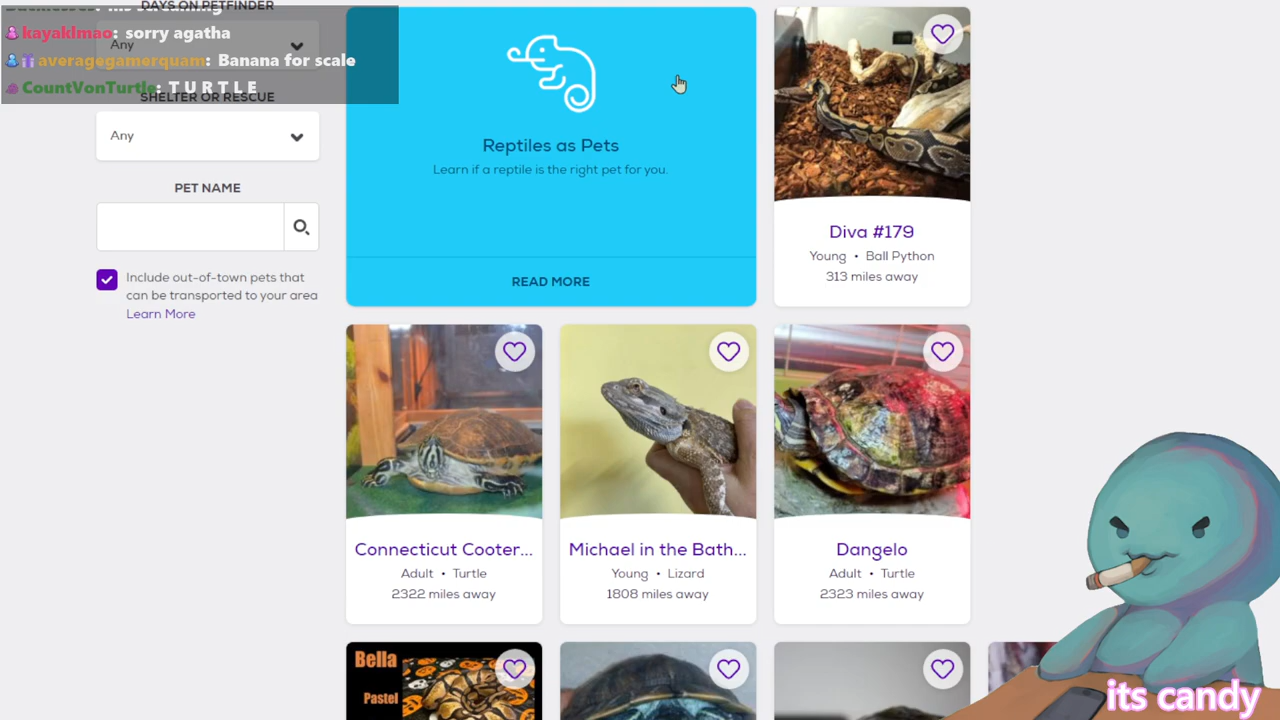 DAYS ON PETFINDER
Any
kayaklmao: sorry agatha
averagegamerquam: Banana for scale
CountVonTurtle: T U R T L E
SHELTER OR RESCUE
Any
PET NAME
Include out-of-town pets that
can be transported to your area
Learn More
Reptiles as Pets
Learn if a reptile is the right pet for you.
READ MORE
Diva #179
Young • Ball Python
313 miles away
Connecticut Cooter...
Adult • Turtle
2322 miles away
Michael in the Bath...
Young • Lizard
1808 miles away
Dangelo
Adult • Turtle
2323 miles away
Bella
Pastel
its candy